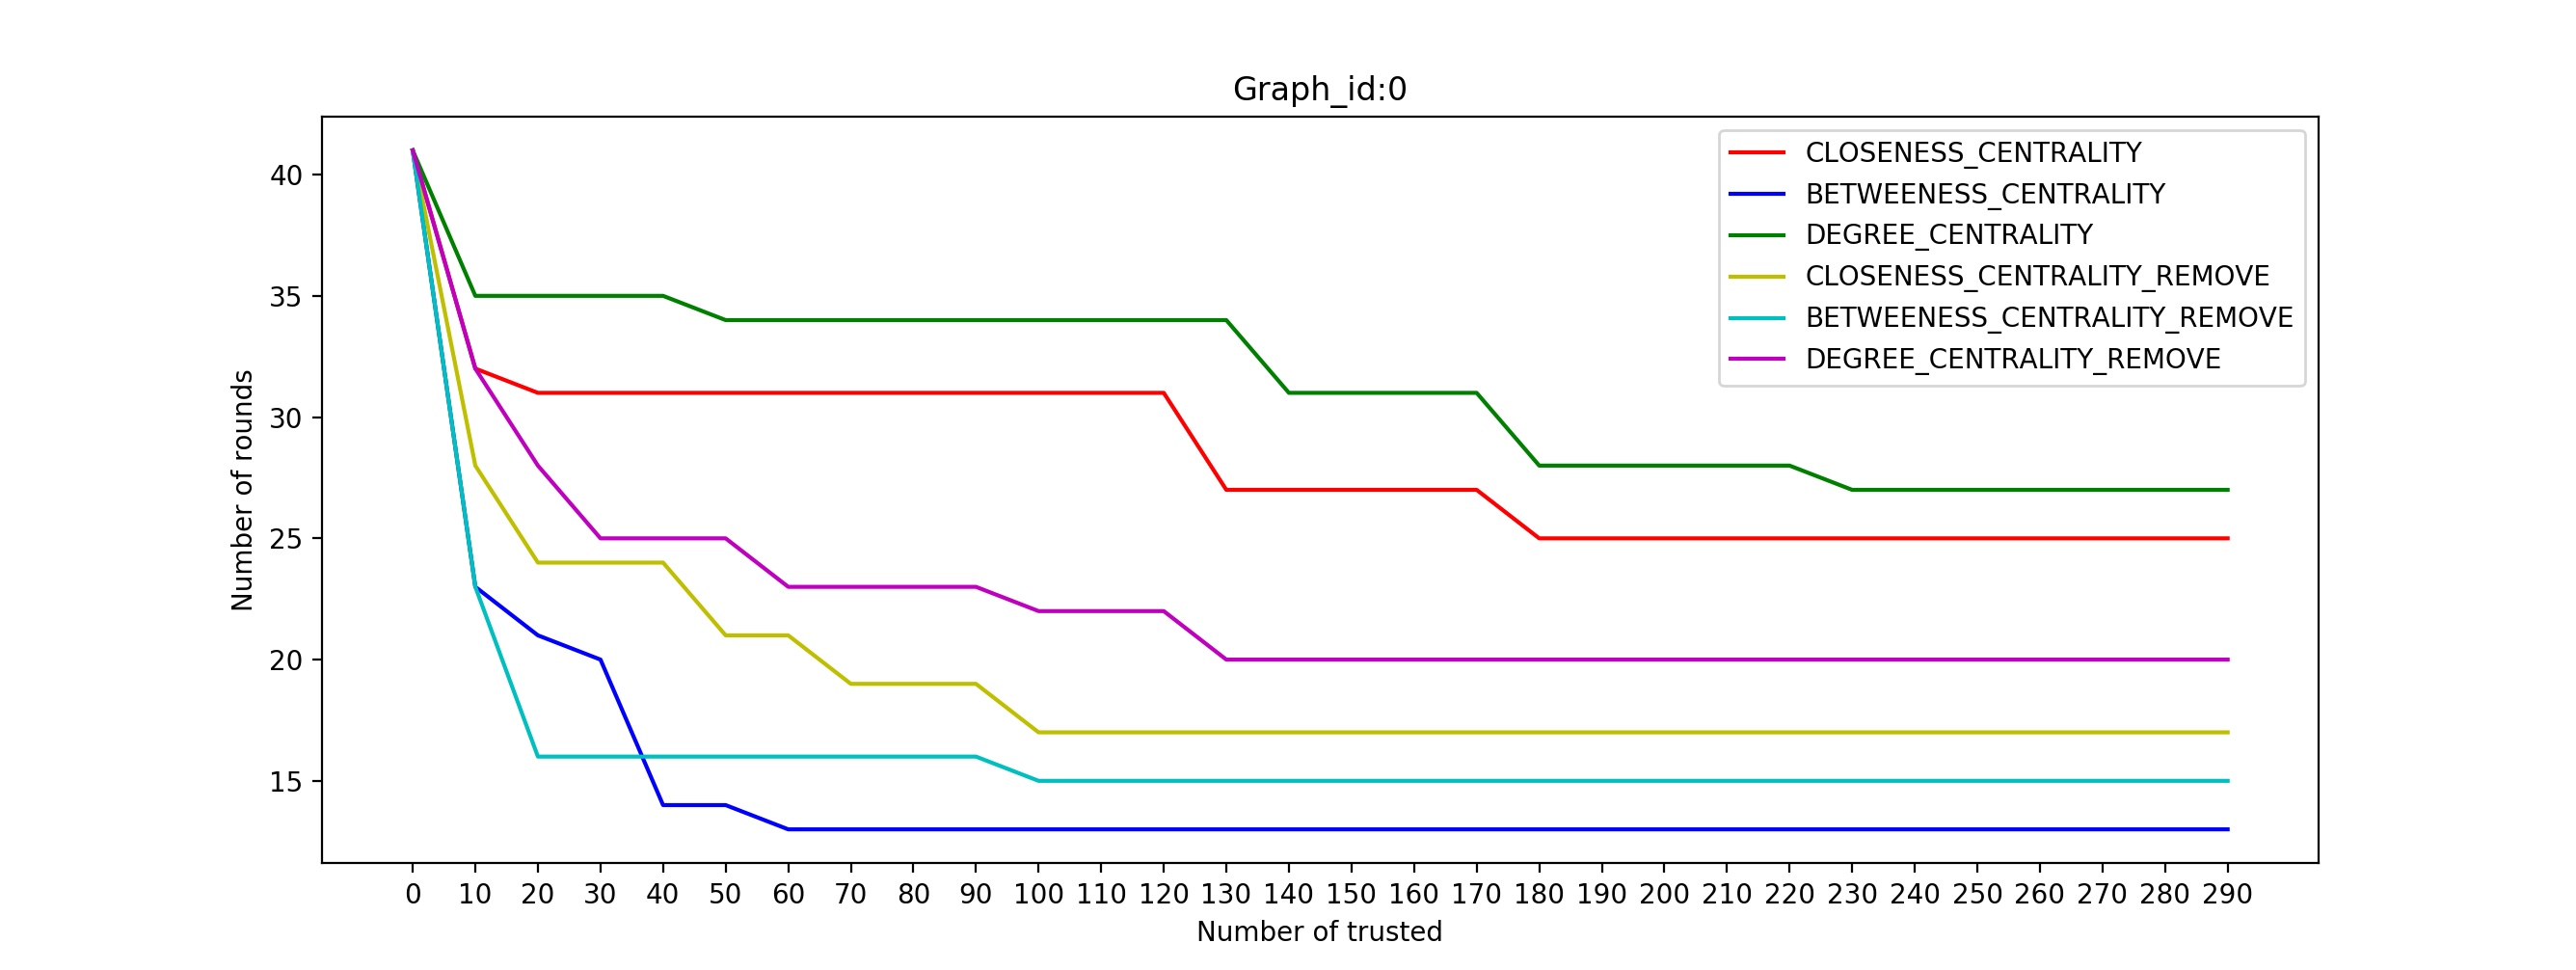 Graph_id:0
CLOSENESS_CENTRALITY
BETWEENESS_CENTRALITY
DEGREE_CENTRALITY
CLOSENESS_CENTRALITY_REMOVE
BETWEENESS_CENTRALITY_REMOVE
DEGREE_CENTRALITY_REMOVE
Number of rounds
40
35
30
25
20
15
0 10 20 30 40 50 60 70 80 90 100 110 120 130 140 150 160 170 180 190 200 210 220 230 240 250 260 270 280 290
Number of trusted